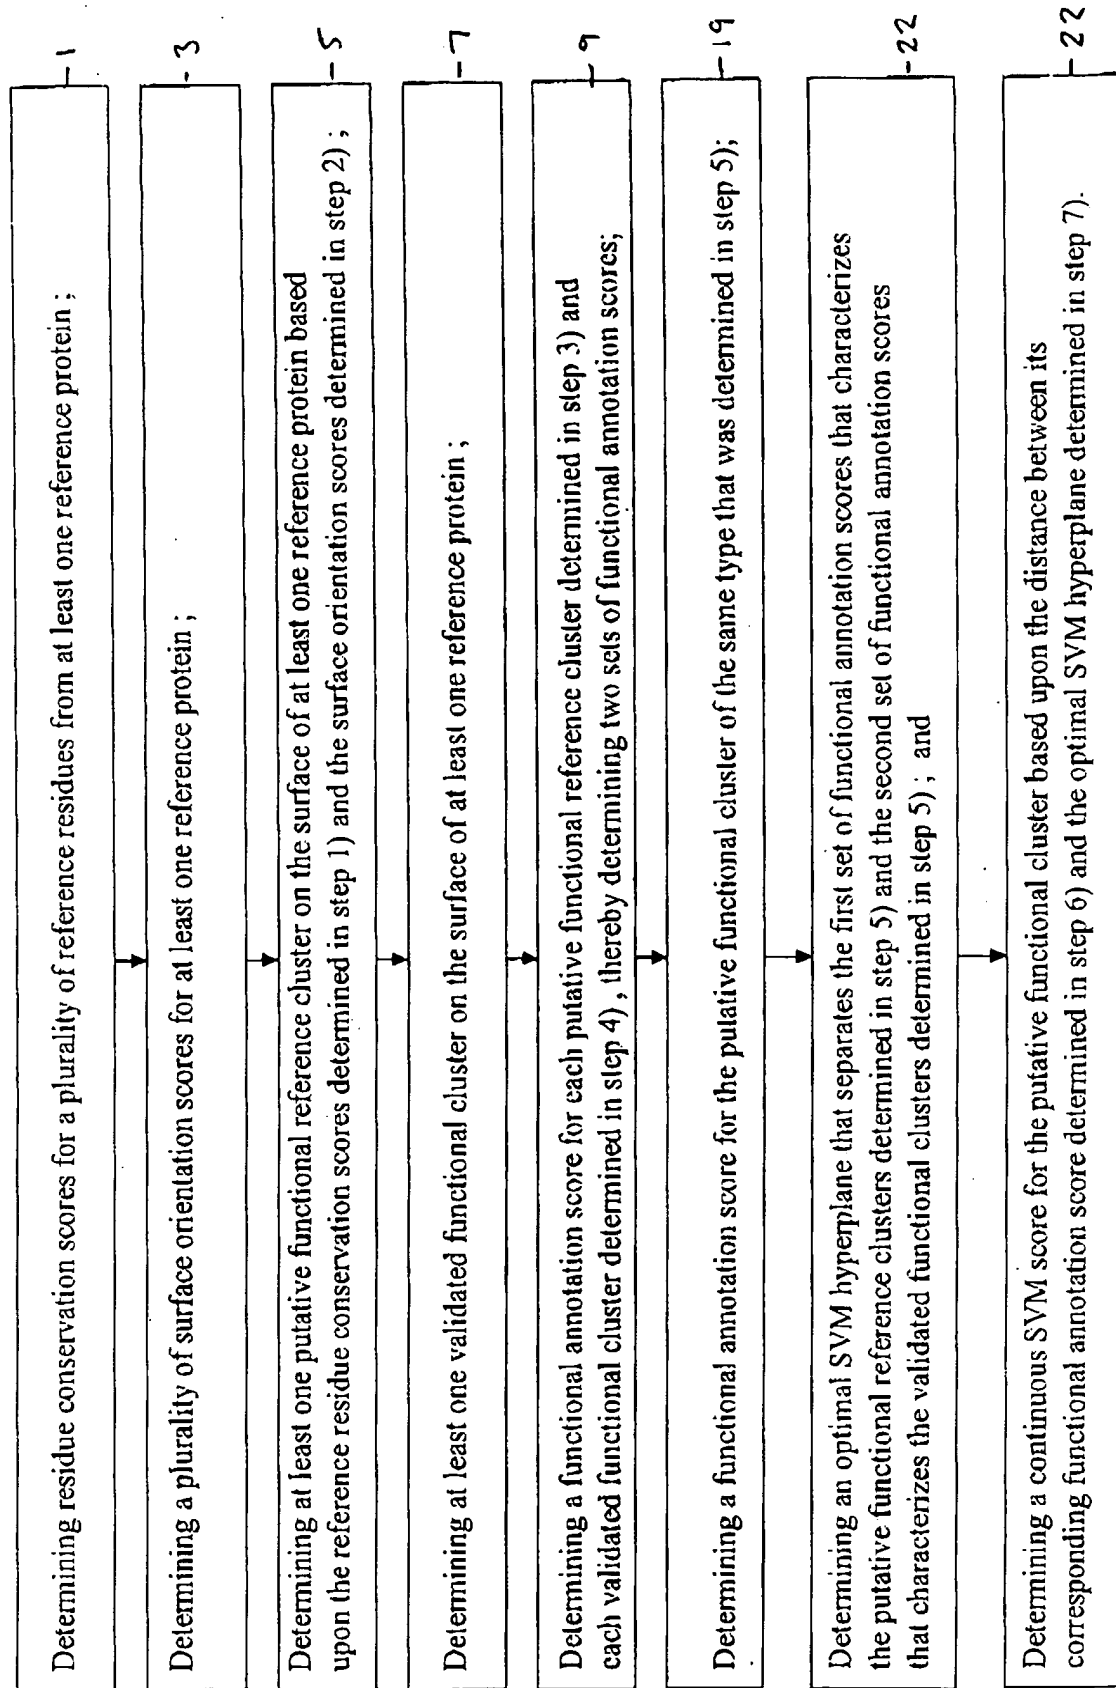 Determining residue conservation scores for a plurality of reference residues from at least one reference protein ;
-1
Determining a plurality of surface orientation scores for at least one reference protein ;
-3
Determining at least one putative functional reference cluster on the surface of at least one reference protein based
upon the reference residue conservation scores determined in step 1) and the surface orientation scores determined in step 2) ;
-5
Determining at least one validated functional cluster on the surface of at least one reference protein ;
-7
Determining a functional annotation score for each putative functional reference cluster determined in step 3) and
each validated functional cluster determined in step 4) , thereby determining two sets of functional annotation scores;
-9
Determining a functional annotation score for the putative functional cluster of the same type that was determined in step 5);
-19
Determining an optimal SVM hyperplane that separates the first set of functional annotation scores that characterizes
the putative functional reference clusters determined in step 5) and the second set of functional annotation scores
that characterizes the validated functional clusters determined in step 5) ; and
-22
Determining a continuous SVM score for the putative functional cluster based upon the distance between its
corresponding functional annotation score determined in step 6) and the optimal SVM hyperplane determined in step 7).
-22